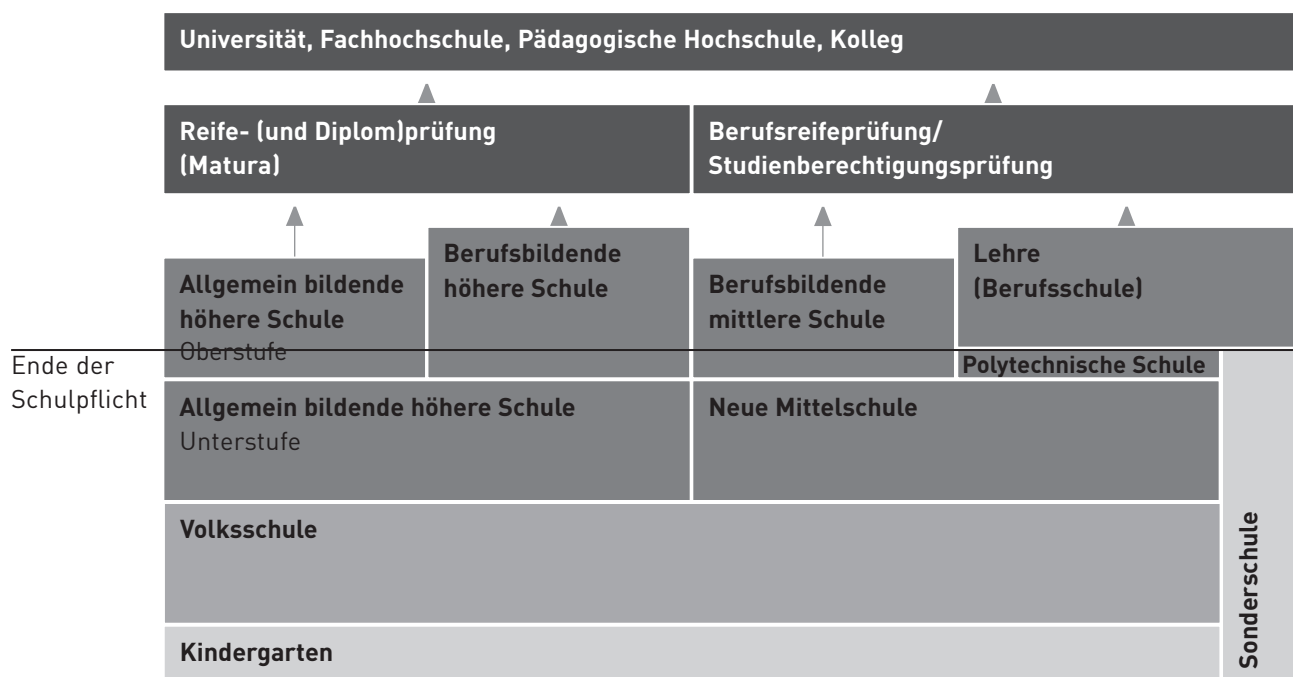 Universität, Fachhochschule, Pädagogische Hochschule, Kolleg
Reife- (und Diplom)prüfung
(Matura)
Berufsreifeprüfung/
Studienberechtigungsprüfung
Allgemein bildende
höhere Schule
Oberstufe
Berufsbildende
höhere Schule
Berufsbildende
mittlere Schule
Lehre
(Berufsschule)
Ende der
Schulpflicht
Polytechnische Schule
Allgemein bildende höhere Schule
Unterstufe
Neue Mittelschule
Volksschule
Kindergarten
Sonderschule